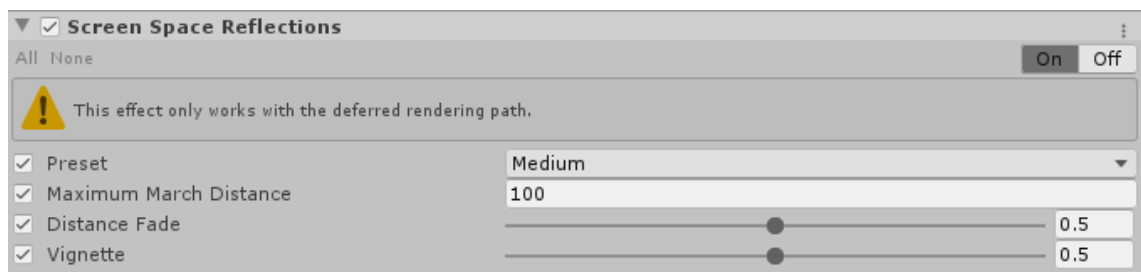 Screen Space Reflections
All None On Off
This effect only works with the deferred rendering path.
Preset Medium
Maximum March Distance 100
Distance Fade 0.5
Vignette 0.5